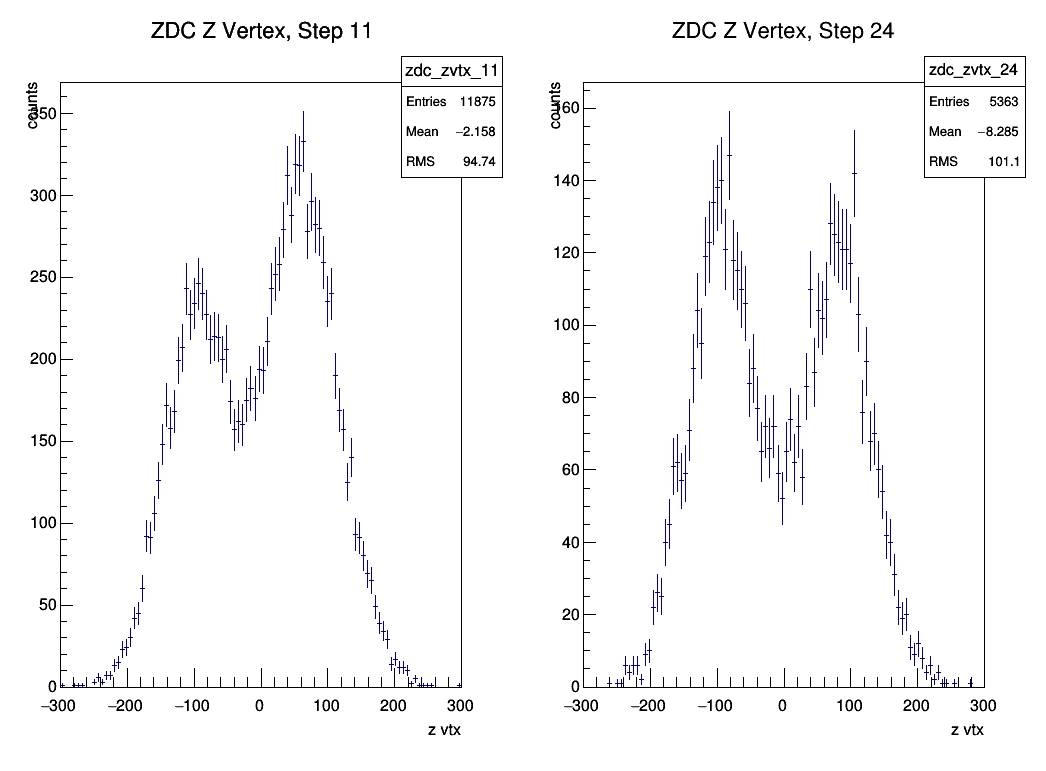 ZDC Z Vertex, Step 11
zdc_zvtx_11
Entries 11875
Mean −2.158
RMS 94.74
counts
350
300
250
200
150
100
50
0
−300 −200 −100 0 100 200 300
z vtx
ZDC Z Vertex, Step 24
zdc_zvtx_24
Entries 5363
Mean −8.285
RMS 101.1
counts
160
140
120
100
80
60
40
20
0
−300 −200 −100 0 100 200 300
z vtx